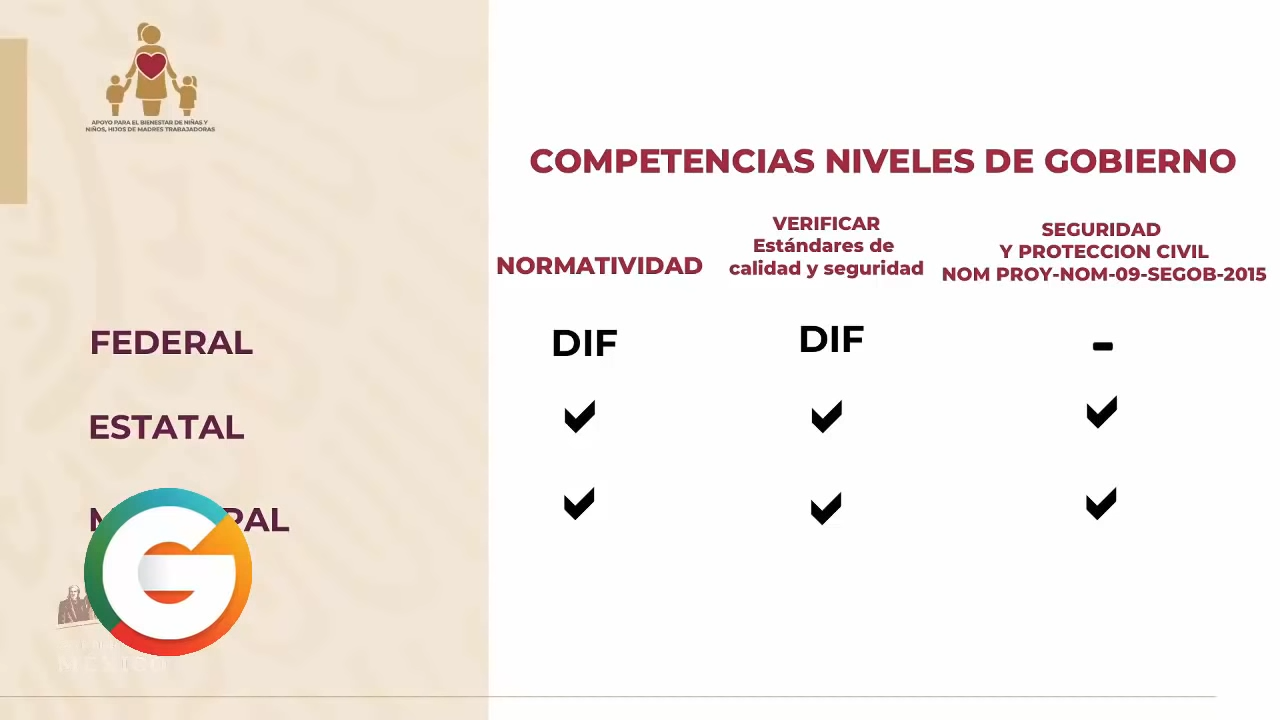 APOYO PARA EL BIENESTAR DE NIÑAS Y
NIÑOS, HIJOS DE MADRES TRABAJADORAS
COMPETENCIAS NIVELES DE GOBIERNO
NORMATIVIDAD
VERIFICAR
Estándares de
calidad y seguridad
SEGURIDAD
Y PROTECCION CIVIL
NOM PROY-NOM-09-SEGOB-2015
FEDERAL
DIF
DIF
-
ESTATAL
G
MÉXICO